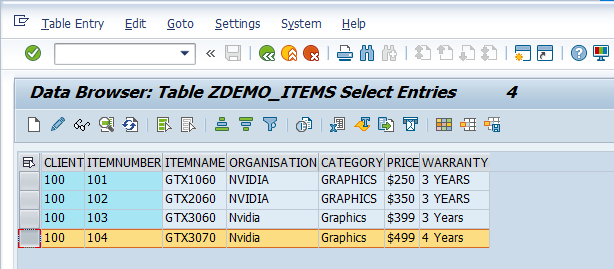 Table Entry Edit Goto Settings System Help
Data Browser: Table ZDEMO_ITEMS Select Entries 4
CLIENT ITEMNUMBER ITEMNAME ORGANISATION CATEGORY PRICE WARRANTY
100 101 GTX1060 NVIDIA GRAPHICS $250 3 YEARS
100 102 GTX2060 NVIDIA GRAPHICS $350 3 YEARS
100 103 GTX3060 Nvidia Graphics $399 3 Years
100 104 GTX3070 Nvidia Graphics $499 4 Years